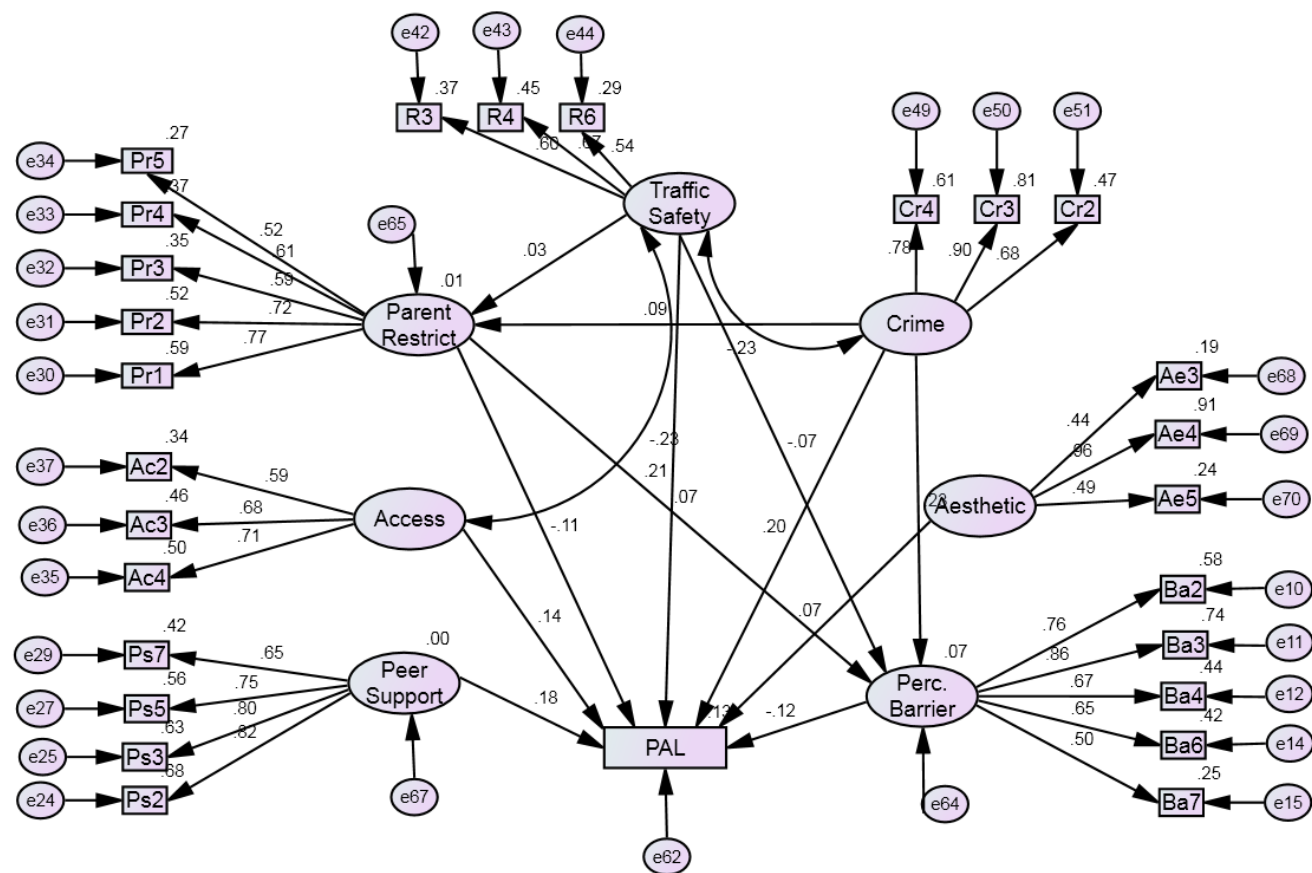 e42
e43
e44
.37
.45
.29
R3
R4
R6
.60
.67
.54
e49
e50
e51
.61
.81
.47
Cr4
Cr3
Cr2
.78
.90
.68
e34
.27
Pr5
e33
.37
Pr4
e32
.35
Pr3
e31
.52
Pr2
e30
.59
Pr1
.52
.61
.59
.72
.77
e65
.01
Parent
Restrict
Traffic
Safety
.03
.09
Crime
-.23
-.23
-.07
.21
.07
-.11
.20
.23
.07
e37
.34
Ac2
e36
.46
Ac3
e35
.50
Ac4
.59
.68
.71
Access
.14
Aesthetic
.44
.96
.49
.19
Ae3
e68
.91
Ae4
e69
.24
Ae5
e70
e29
.42
Ps7
e27
.56
Ps5
e25
.63
Ps3
e24
.68
Ps2
.65
.75
.80
.82
.00
Peer
Support
.18
e67
.13
PAL
e62
-.12
.07
Perc.
Barrier
e64
.76
.86
.67
.65
.50
.58
Ba2
e10
.74
Ba3
e11
.44
Ba4
e12
.42
Ba6
e14
.25
Ba7
e15